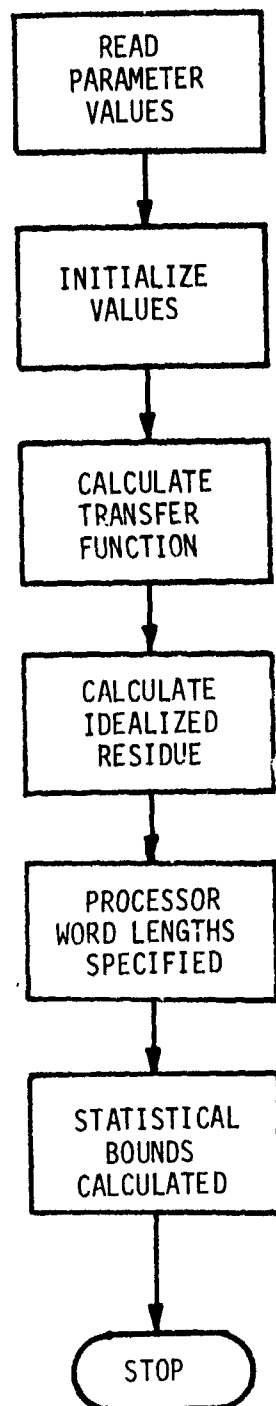 READ
PARAMETER
VALUES
INITIALIZE
VALUES
CALCULATE
TRANSFER
FUNCTION
CALCULATE
IDEALIZED
RESIDUE
PROCESSOR
WORD LENGTHS
SPECIFIED
STATISTICAL
BOUNDS
CALCULATED
STOP